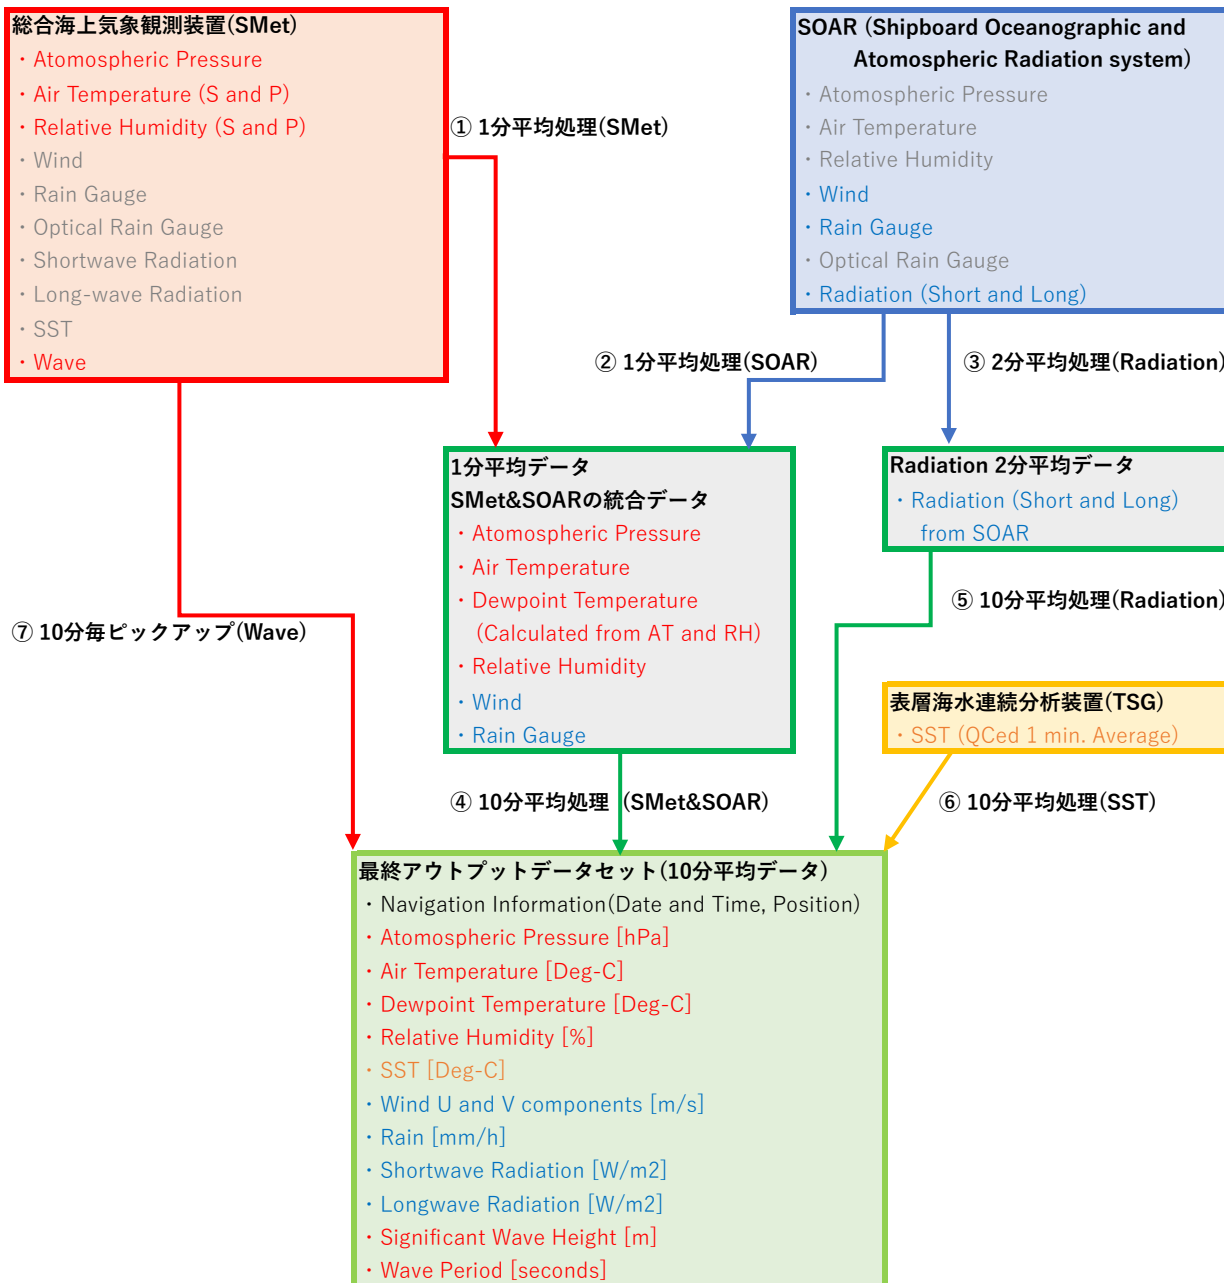 総合海上気象観測装置(SMet)
・Atomospheric Pressure
・Air Temperature (S and P)
・Relative Humidity (S and P)
・Wind
・Rain Gauge
・Optical Rain Gauge
・Shortwave Radiation
・Long-wave Radiation
・SST
・Wave
SOAR (Shipboard Oceanographic and
Atomospheric Radiation system)
・Atomospheric Pressure
・Air Temperature
・Relative Humidity
・Wind
・Rain Gauge
・Optical Rain Gauge
・Radiation (Short and Long)
① 1分平均処理(SMet)
② 1分平均処理(SOAR)
③ 2分平均処理(Radiation)
1分平均データ
SMet&SOARの統合データ
・Atomospheric Pressure
・Air Temperature
・Dewpoint Temperature
(Calculated from AT and RH)
・Relative Humidity
・Wind
・Rain Gauge
Radiation 2分平均データ
・Radiation (Short and Long)
from SOAR
⑤ 10分平均処理(Radiation)
⑦ 10分毎ピックアップ(Wave)
表層海水連続分析装置(TSG)
・SST (QCed 1 min. Average)
④ 10分平均処理 (SMet&SOAR)
⑥ 10分平均処理(SST)
最終アウトプットデータセット(10分平均データ)
・Navigation Information(Date and Time, Position)
・Atomospheric Pressure [hPa]
・Air Temperature [Deg-C]
・Dewpoint Temperature [Deg-C]
・Relative Humidity [%]
・SST [Deg-C]
・Wind U and V components [m/s]
・Rain [mm/h]
・Shortwave Radiation [W/m2]
・Longwave Radiation [W/m2]
・Significant Wave Height [m]
・Wave Period [seconds]